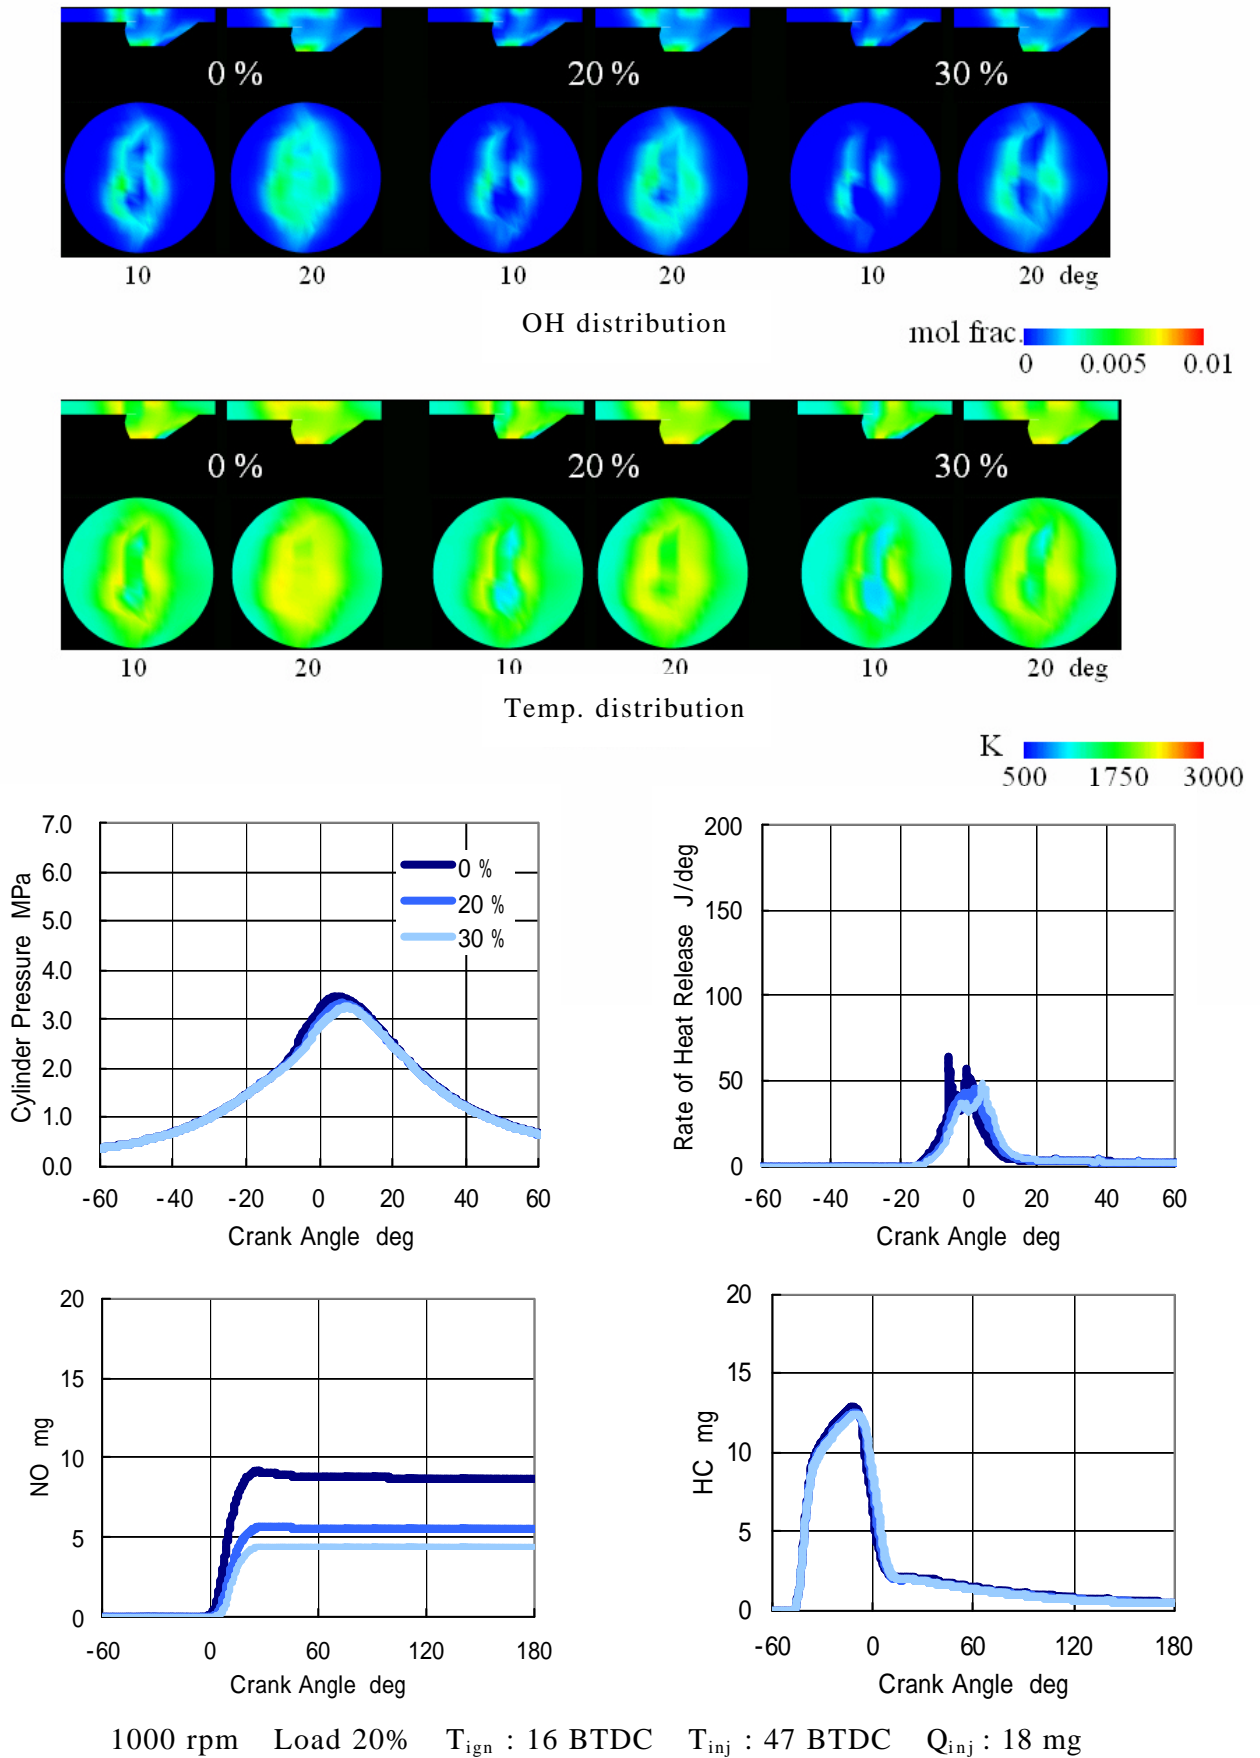 0 % 20 % 30 %
10 20 10 20 10 20 deg
OH distribution
mol frac.
0 0.005 0.01
0 % 20 % 30 %
10 20 10 20 10 20 deg
Temp. distribution
K
500 1750 3000
7.0
6.0
5.0
4.0
3.0
2.0
1.0
0.0
Cylinder Pressure MPa
0 %
20 %
30 %
-60 -40 -20 0 20 40 60
Crank Angle deg
200
150
100
50
0
Rate of Heat Release J/deg
-60 -40 -20 0 20 40 60
Crank Angle deg
20
15
10
5
0
NO mg
-60 0 60 120 180
Crank Angle deg
20
15
10
5
0
HC mg
-60 0 60 120 180
Crank Angle deg
1000 rpm Load 20% Tign : 16 BTDC Tinj : 47 BTDC Qinj : 18 mg